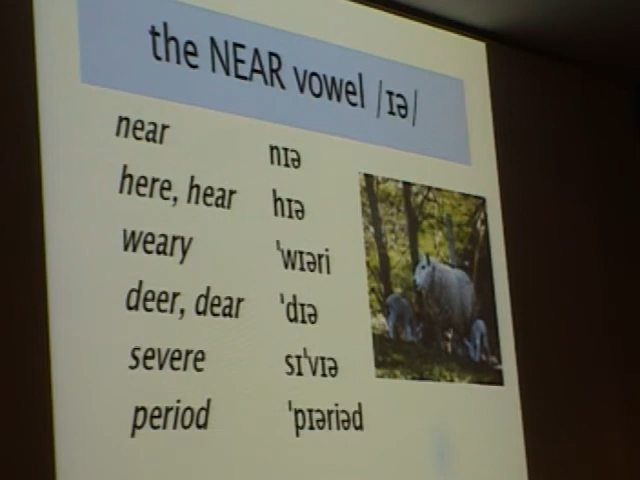 the NEAR vowel /ɪə/
near nɪə
here, hear hɪə
weary ˈwɪəri
deer, dear ˈdɪə
severe sɪˈvɪə
period ˈpɪəriəd